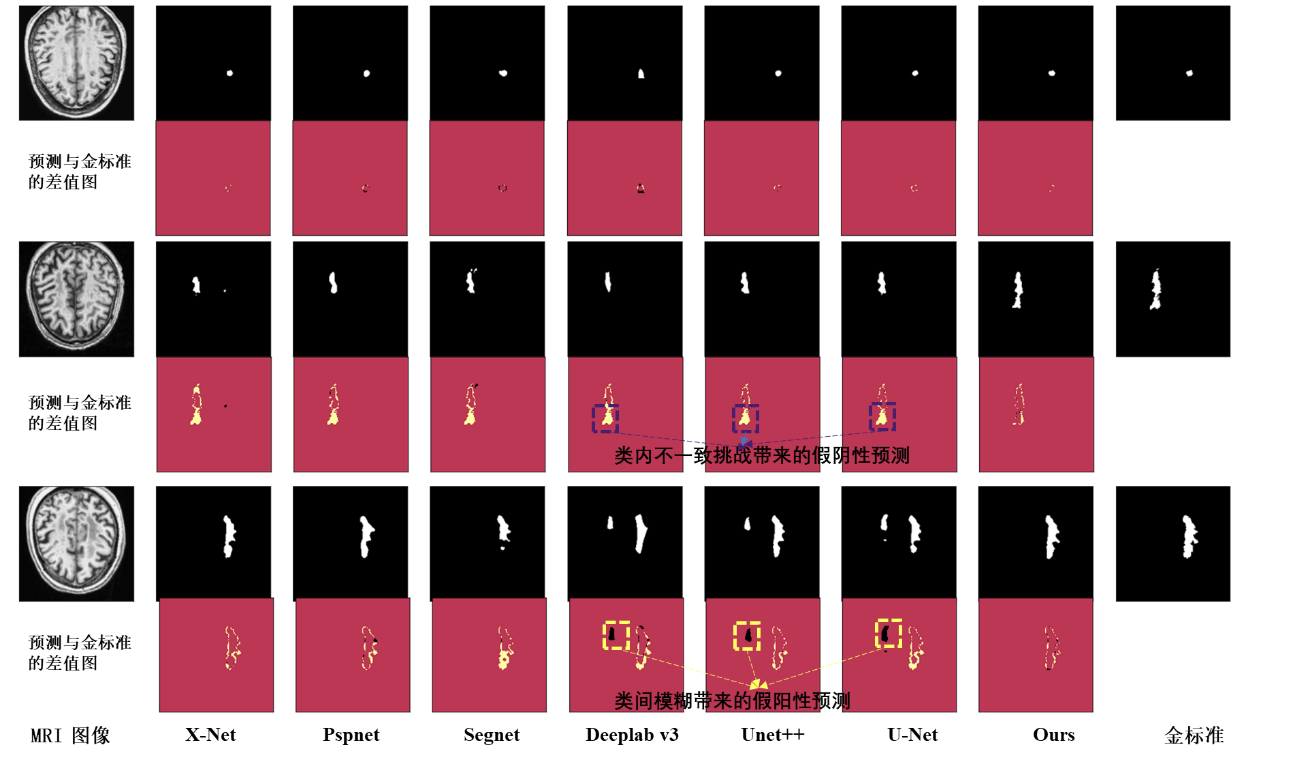 预测与金标准
的差值图
预测与金标准
的差值图
类内不一致挑战带来的假阴性预测
预测与金标准
的差值图
类间模糊带来的假阳性预测
MRI 图像 X-Net Pspnet Segnet Deeplab v3 Unet++ U-Net Ours 金标准